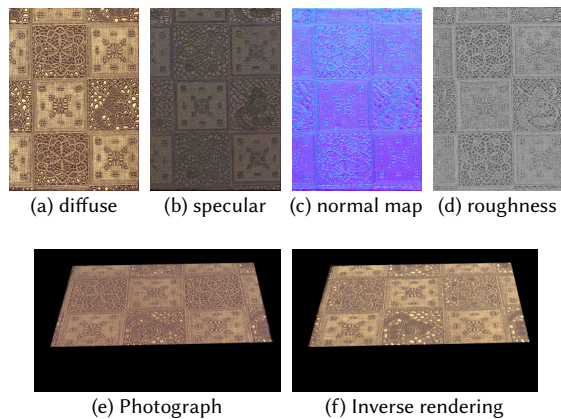 (a) diffuse (b) specular (c) normal map (d) roughness
(e) Photograph (f) Inverse rendering